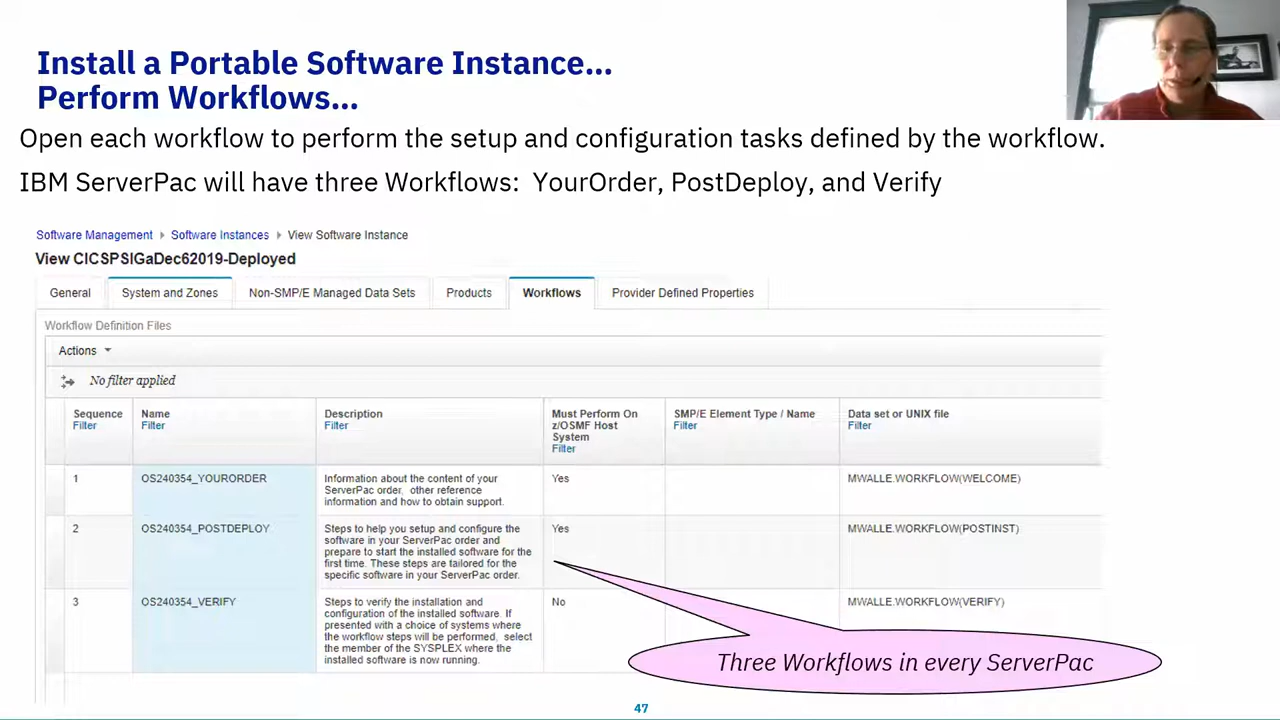 Install a Portable Software Instance...
Perform Workflows...
Open each workflow to perform the setup and configuration tasks defined by the workflow.
IBM ServerPac will have three Workflows: YourOrder, PostDeploy, and Verify
Software Management Software Instances View Software Instance
View CICSPSIGaDec62019-Deployed
General System and Zones Non-SMP/E Managed Data Sets Products Workflows Provider Defined Properties
Workflow Definition Files
Actions
No filter applied
Sequence
Filter
Name
Filter
Description
Filter
Must Perform On
z/OSMF Host
System
Filter
SMP/E Element Type / Name
Filter
Data set or UNIX file
Filter
1
OS240354_YOURORDER
Information about the content of your
ServerPac order, other reference
information and how to obtain support.
Yes
MWALLE.WORKFLOW(WELCOME)
2
OS240354_POSTDEPLOY
Steps to help you setup and configure the
software in your ServerPac order and
prepare to start the installed software for the
first time. These steps are tailored for the
specific software in your ServerPac order.
Yes
MWALLE.WORKFLOW(POSTINST)
3
OS240354_VERIFY
Steps to verify the installation and
configuration of the installed software. If
presented with a choice of systems where
the workflow steps will be performed, select
the member of the SYSPLEX where the
installed software is now running.
No
MWALLE.WORKFLOW(VERIFY)
Three Workflows in every ServerPac
47